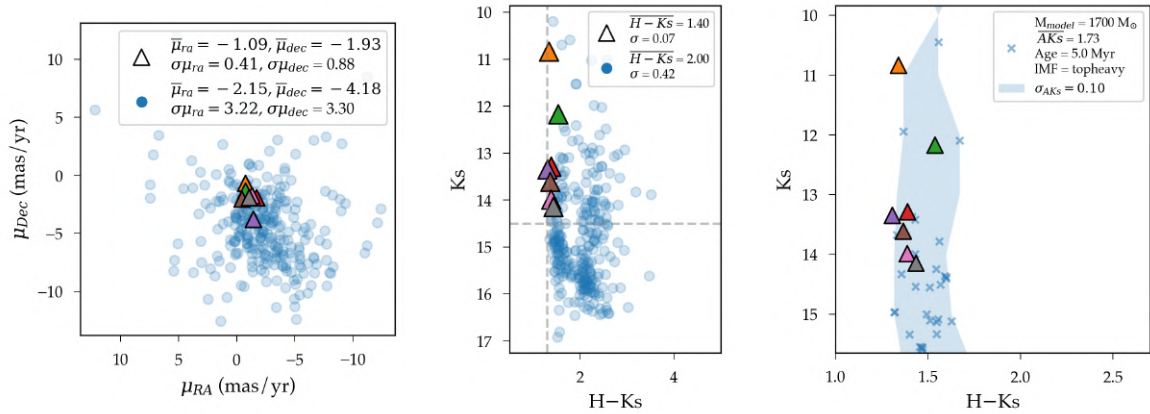 μ̅ra = −1.09, μ̅dec = −1.93
σμra = 0.41, σμdec = 0.88
μ̅ra = −2.15, μ̅dec = −4.18
σμra = 3.22, σμdec = 3.30
10
5
0
−5
−10
μDec (mas/yr)
10 5 0 −5 −10
μRA (mas/yr)
H−Ks = 1.40
σ = 0.07
H−Ks = 2.00
σ = 0.42
10
11
12
13
14
15
16
17
Ks
2 4
H−Ks
Mmodel = 1700 M⊙
AKs = 1.73
Age = 5.0 Myr
IMF = topheavy
σAKs = 0.10
10
11
12
13
14
15
Ks
1.0 1.5 2.0 2.5
H−Ks